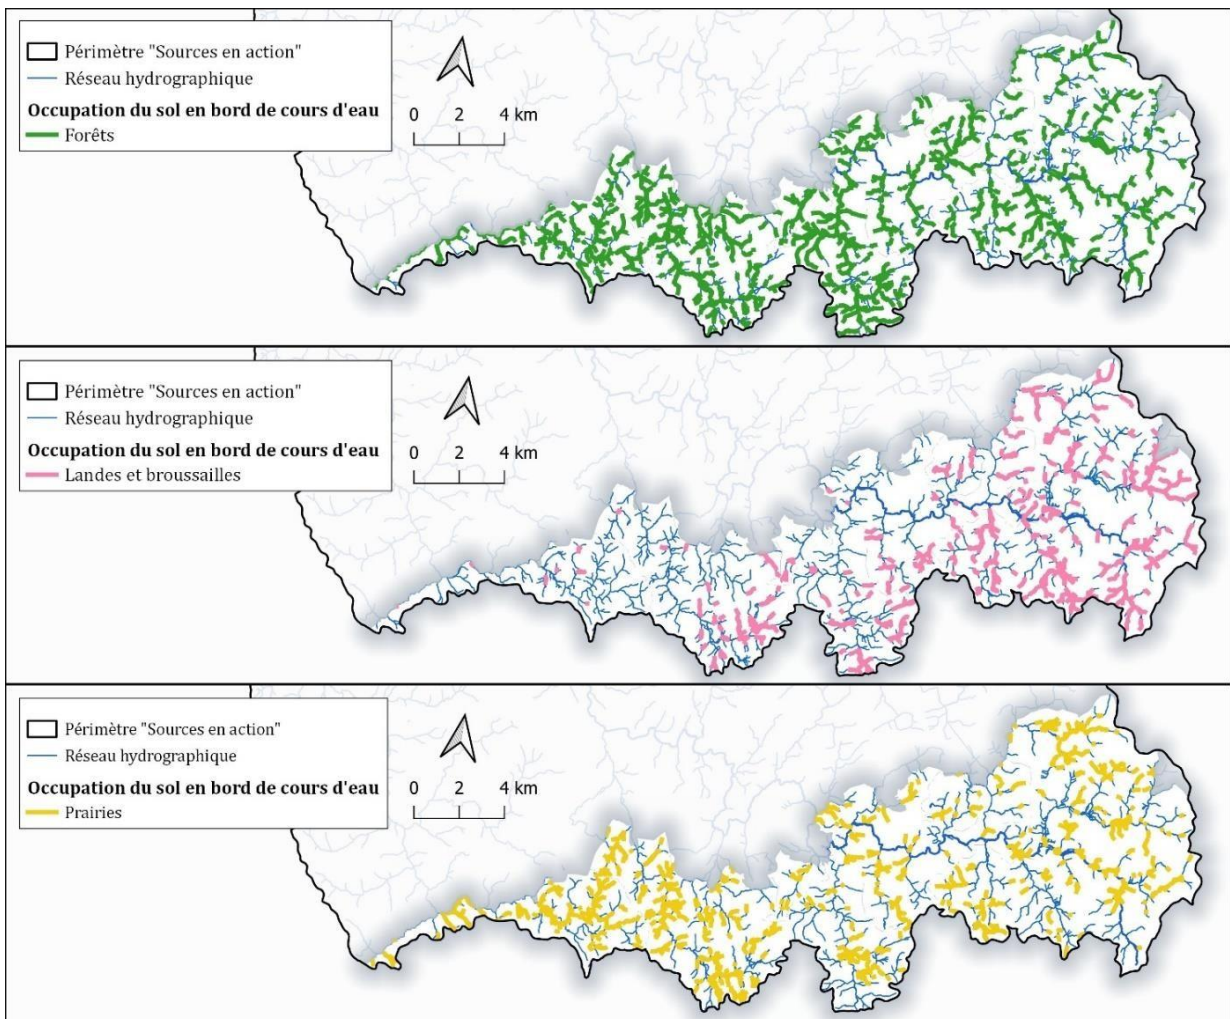 Périmètre "Sources en action"
Réseau hydrographique
Occupation du sol en bord de cours d'eau
Forêts
0 2 4 km
Périmètre "Sources en action"
Réseau hydrographique
Occupation du sol en bord de cours d'eau
Landes et broussailles
0 2 4 km
Périmètre "Sources en action"
Réseau hydrographique
Occupation du sol en bord de cours d'eau
Prairies
0 2 4 km